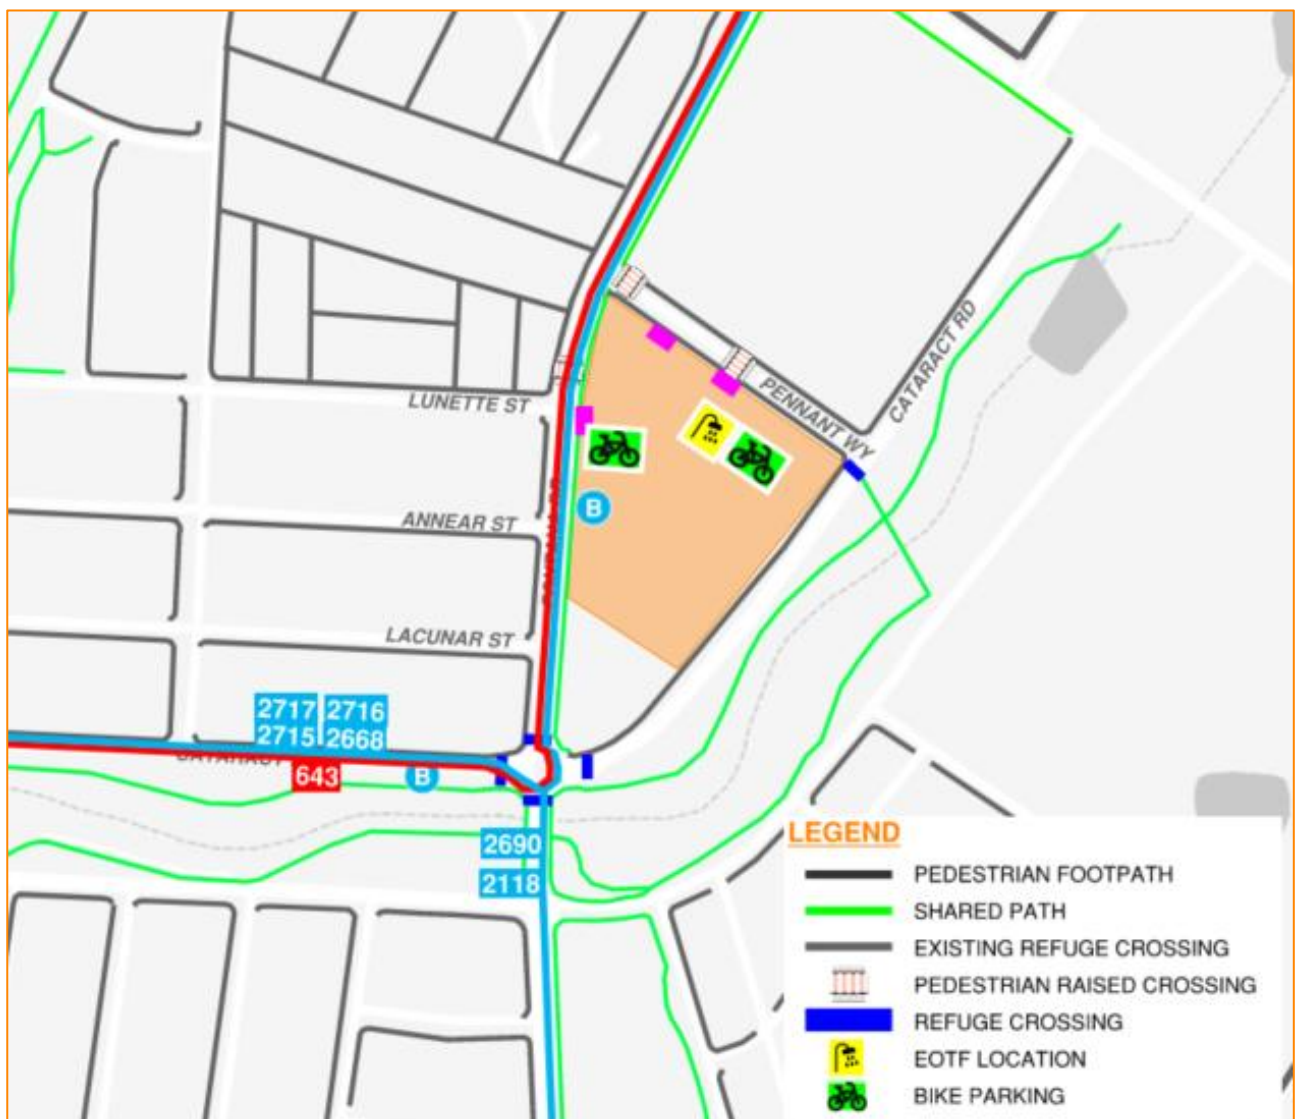 LUNETTE ST
CATARACT RD
PENNANT WY
B
ANNEAR ST
LACUNAR ST
2717 2716
2715 2668
643
B
2690
2118
LEGEND
PEDESTRIAN FOOTPATH
SHARED PATH
EXISTING REFUGE CROSSING
PEDESTRIAN RAISED CROSSING
REFUGE CROSSING
EOTF LOCATION
BIKE PARKING